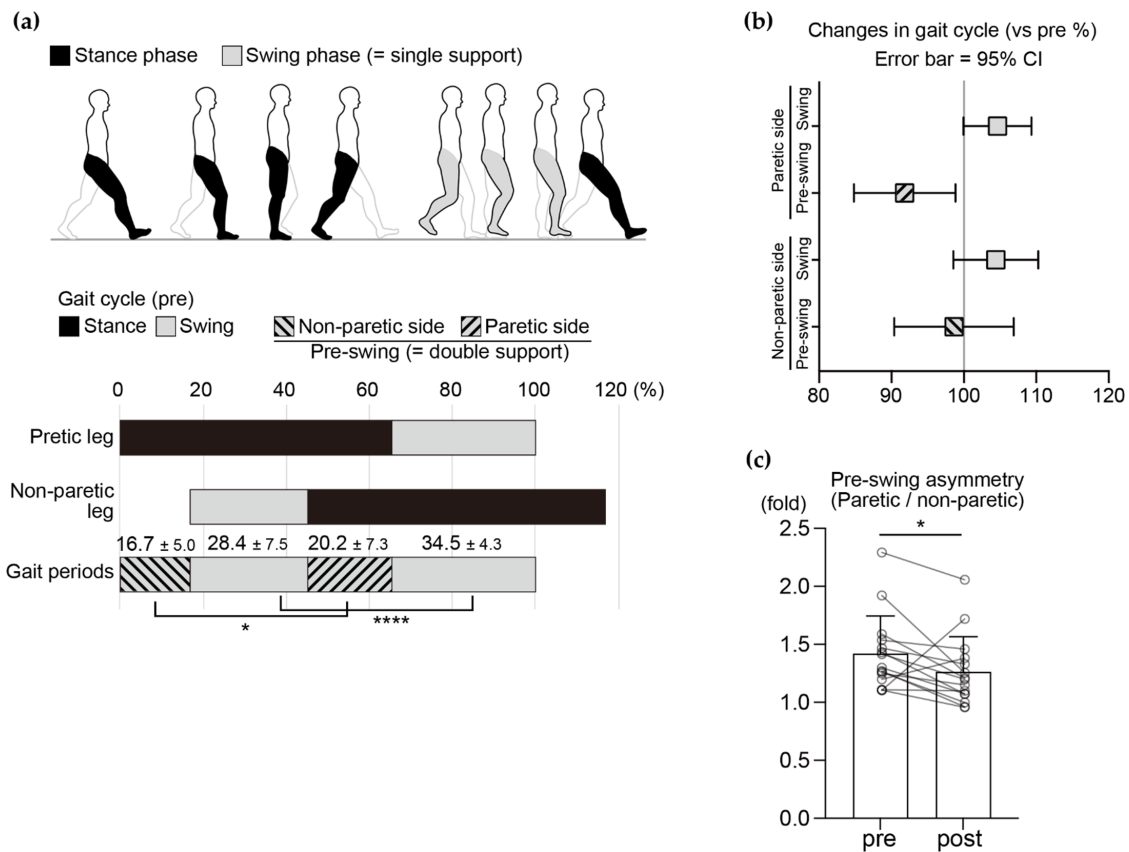 (a)
Stance phase Swing phase (= single support)
Gait cycle (pre)
Stance Swing
Non-paretic side Paretic side
Pre-swing (= double support)
0 20 40 60 80 100 120 (%)
Pretic leg
Non-paretic
leg
16.7 ± 5.0 28.4 ± 7.5 20.2 ± 7.3 34.5 ± 4.3
Gait periods
* ****
(b)
Changes in gait cycle (vs pre %)
Error bar = 95% CI
Paretic side
Swing
Pre-swing
Non-paretic side
Swing
Pre-swing
80 90 100 110 120
(c)
Pre-swing asymmetry
(Paretic / non-paretic)
(fold)
*
2.5
2.0
1.5
1.0
0.5
0.0
pre post